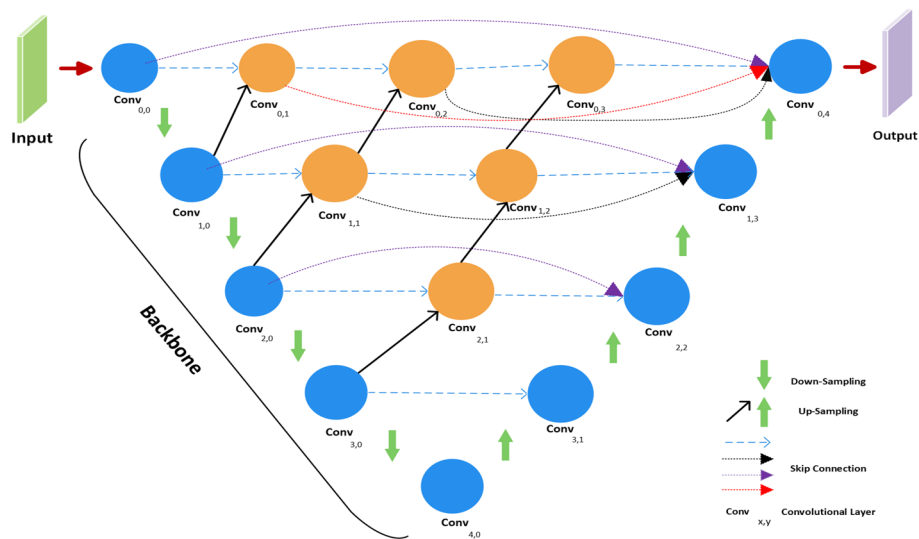 Input
Conv 0,0
Conv 0,1
Conv 0,2
Conv 0,3
Conv 0,4
Output
Conv 1,0
Conv 1,1
Conv 1,2
Conv 1,3
Conv 2,0
Conv 2,1
Conv 2,2
Backbone
Conv 3,0
Conv 3,1
Conv 4,0
Down-Sampling
Up-Sampling
Skip Connection
Conv x,y Convolutional Layer